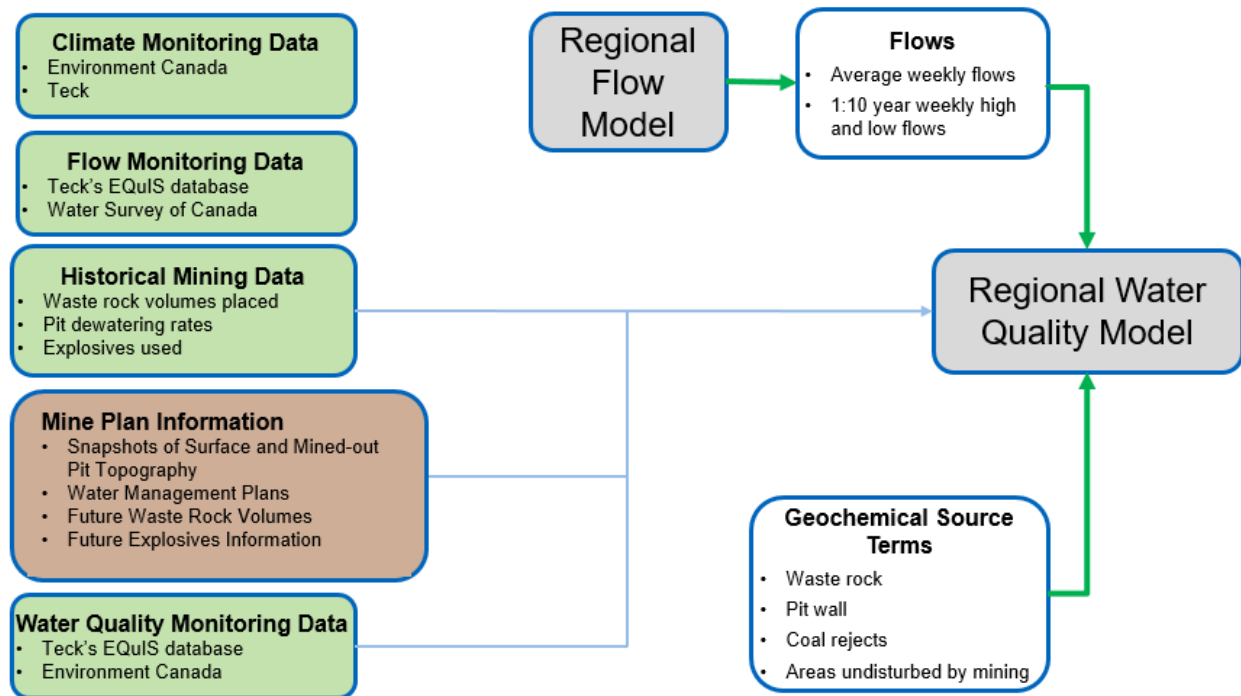 Climate Monitoring Data
• Environment Canada
• Teck
Flow Monitoring Data
• Teck's EQuIS database
• Water Survey of Canada
Historical Mining Data
• Waste rock volumes placed
• Pit dewatering rates
• Explosives used
Mine Plan Information
• Snapshots of Surface and Mined-out
Pit Topography
• Water Management Plans
• Future Waste Rock Volumes
• Future Explosives Information
Water Quality Monitoring Data
• Teck's EQuIS database
• Environment Canada
Regional
Flow
Model
Flows
• Average weekly flows
• 1:10 year weekly high
and low flows
Regional Water
Quality Model
Geochemical Source
Terms
• Waste rock
• Pit wall
• Coal rejects
• Areas undisturbed by mining